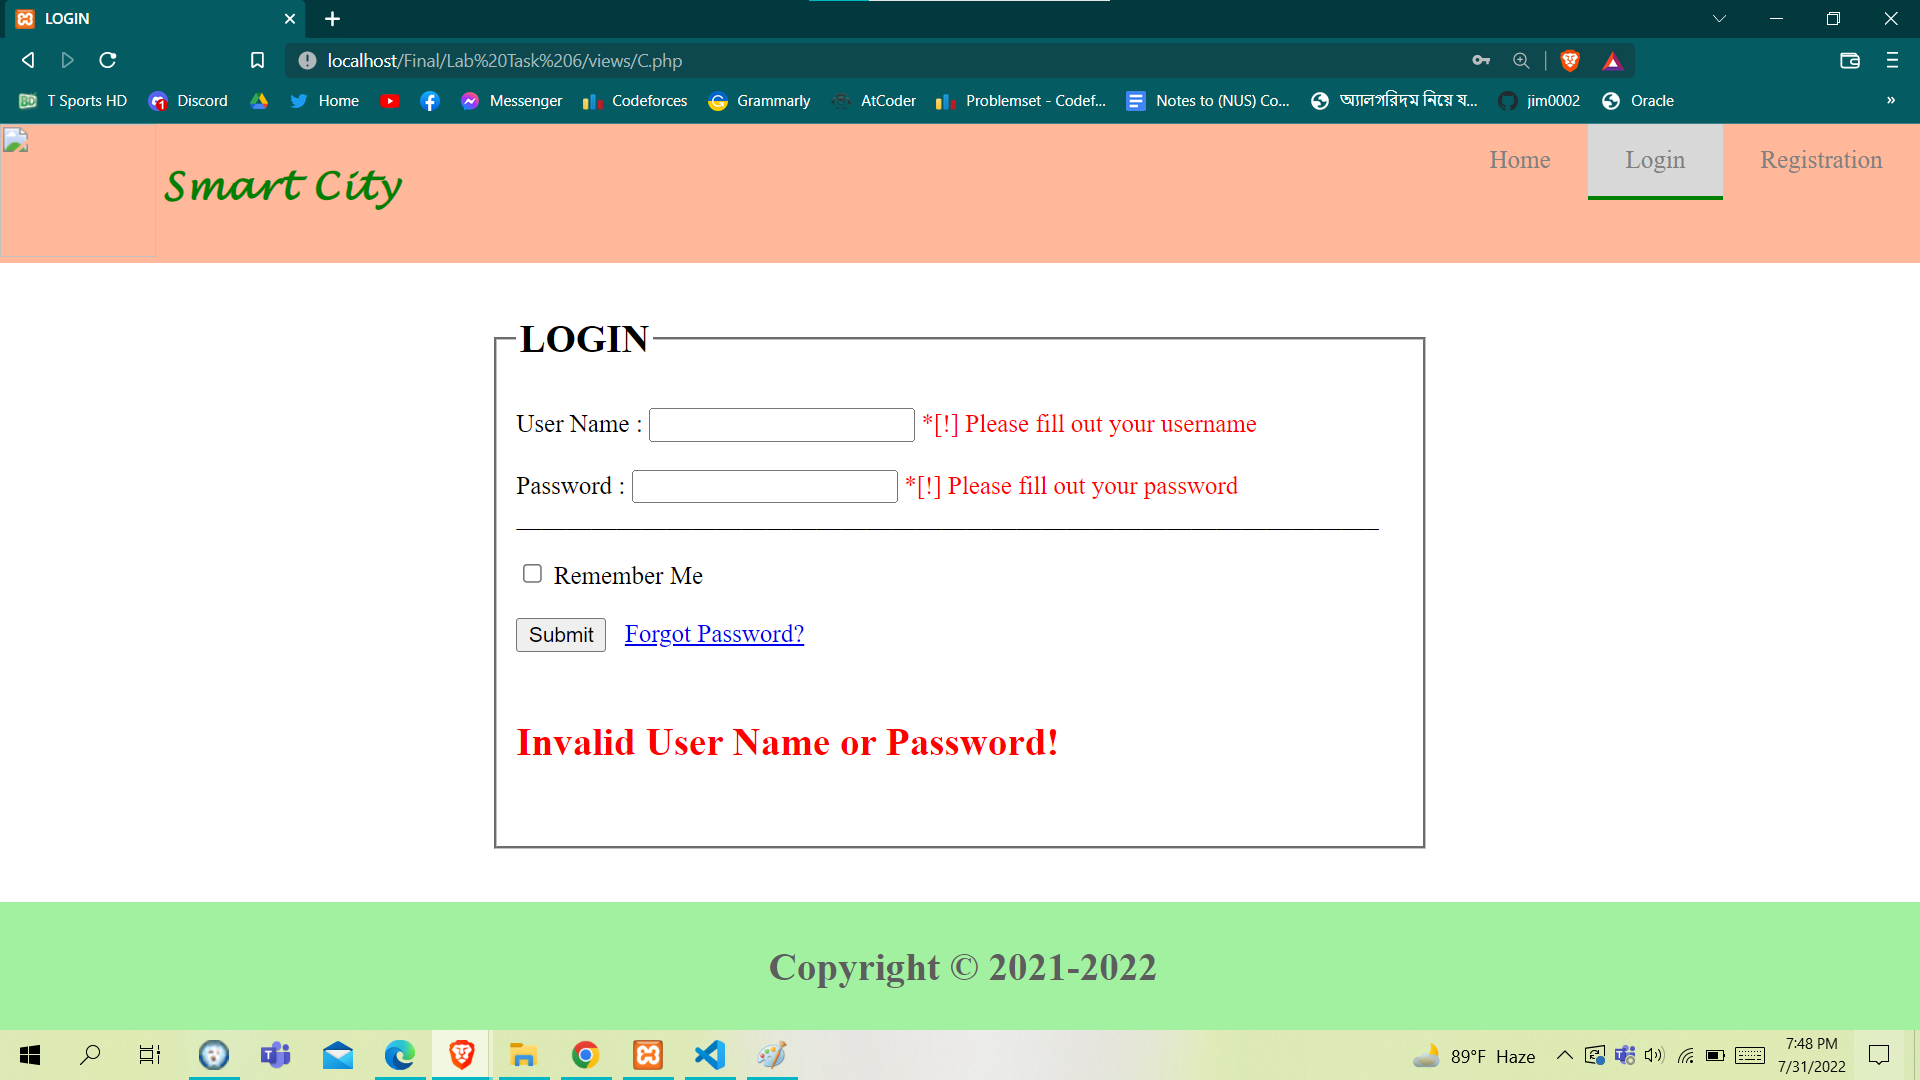 LOGIN
localhost/Final/Lab%20Task%206/views/C.php
T Sports HD Discord Home Messenger Codeforces Grammarly AtCoder Problemset - Codef... Notes to (NUS) Co... অ্যালগরিদম নিয়ে য... jim0002 Oracle »
Smart City Home Login Registration
LOGIN
User Name : *[!] Please fill out your username
Password : *[!] Please fill out your password
Remember Me
Submit Forgot Password?
Invalid User Name or Password!
Copyright © 2021-2022
89°F Haze 7:48 PM
7/31/2022